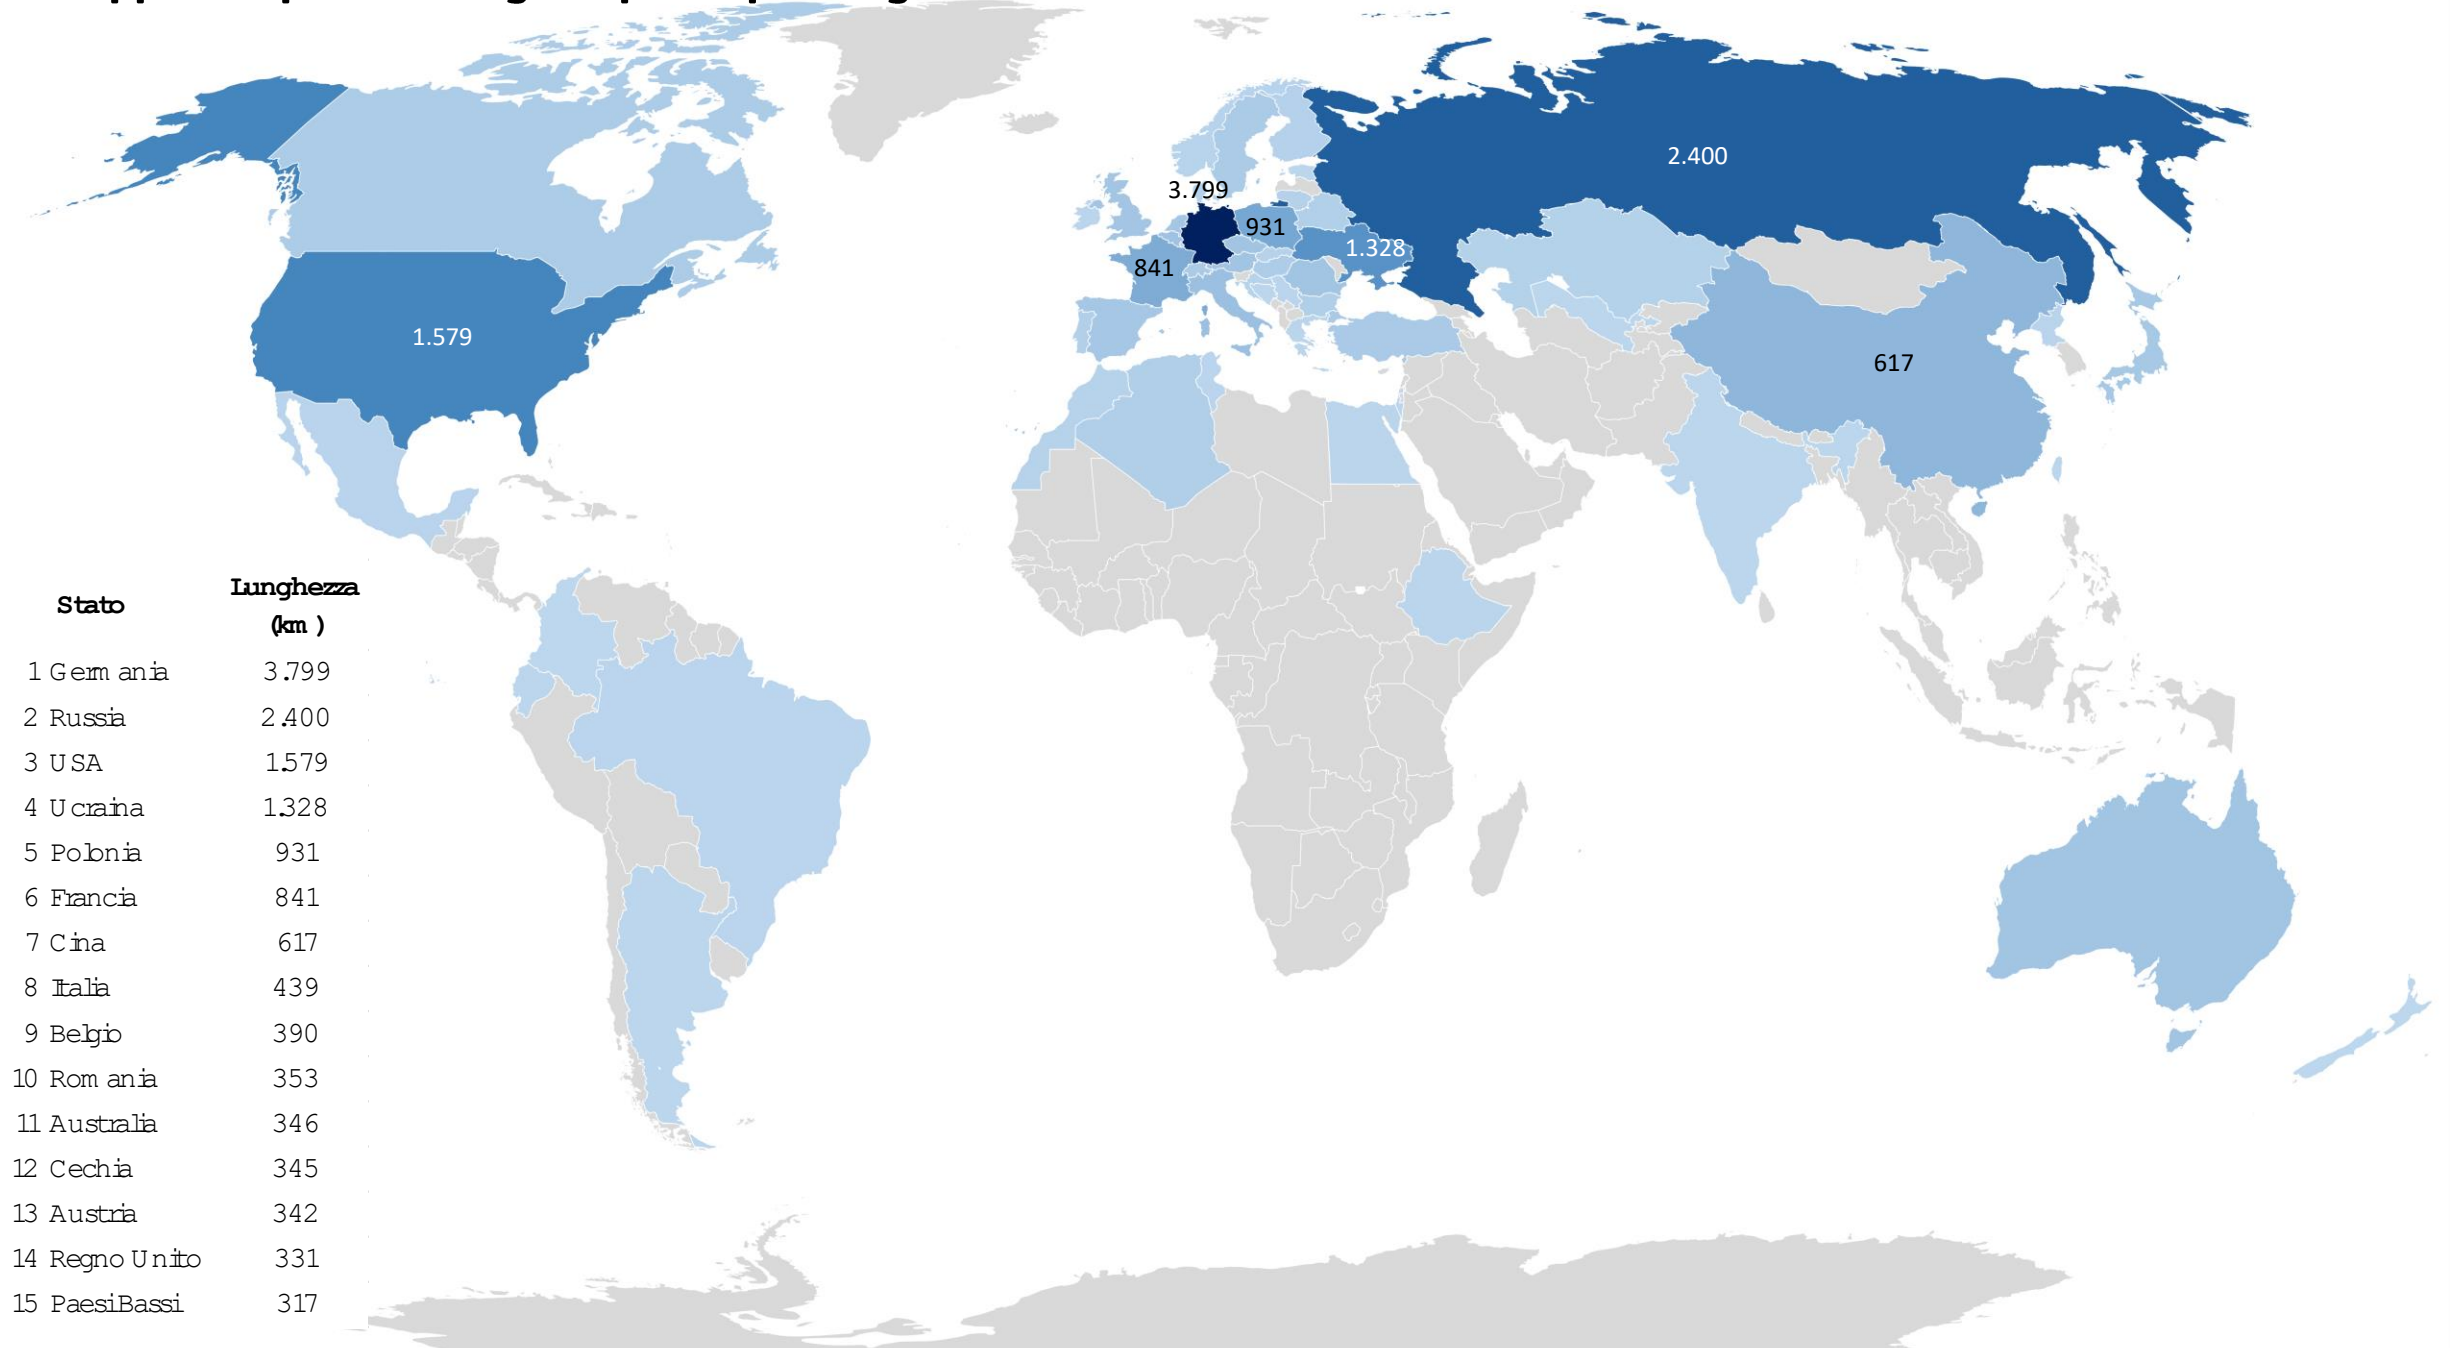 3.799
2.400
931
1.328
841
1.579
617
Stato Lunghezza
(km)
1 Germania 3.799
2 Russia 2.400
3 USA 1.579
4 Ucraina 1.328
5 Polonia 931
6 Francia 841
7 Cina 617
8 Italia 439
9 Belgio 390
10 Romania 353
11 Australia 346
12 Cechia 345
13 Austria 342
14 Regno Unito 331
15 Paesi Bassi 317